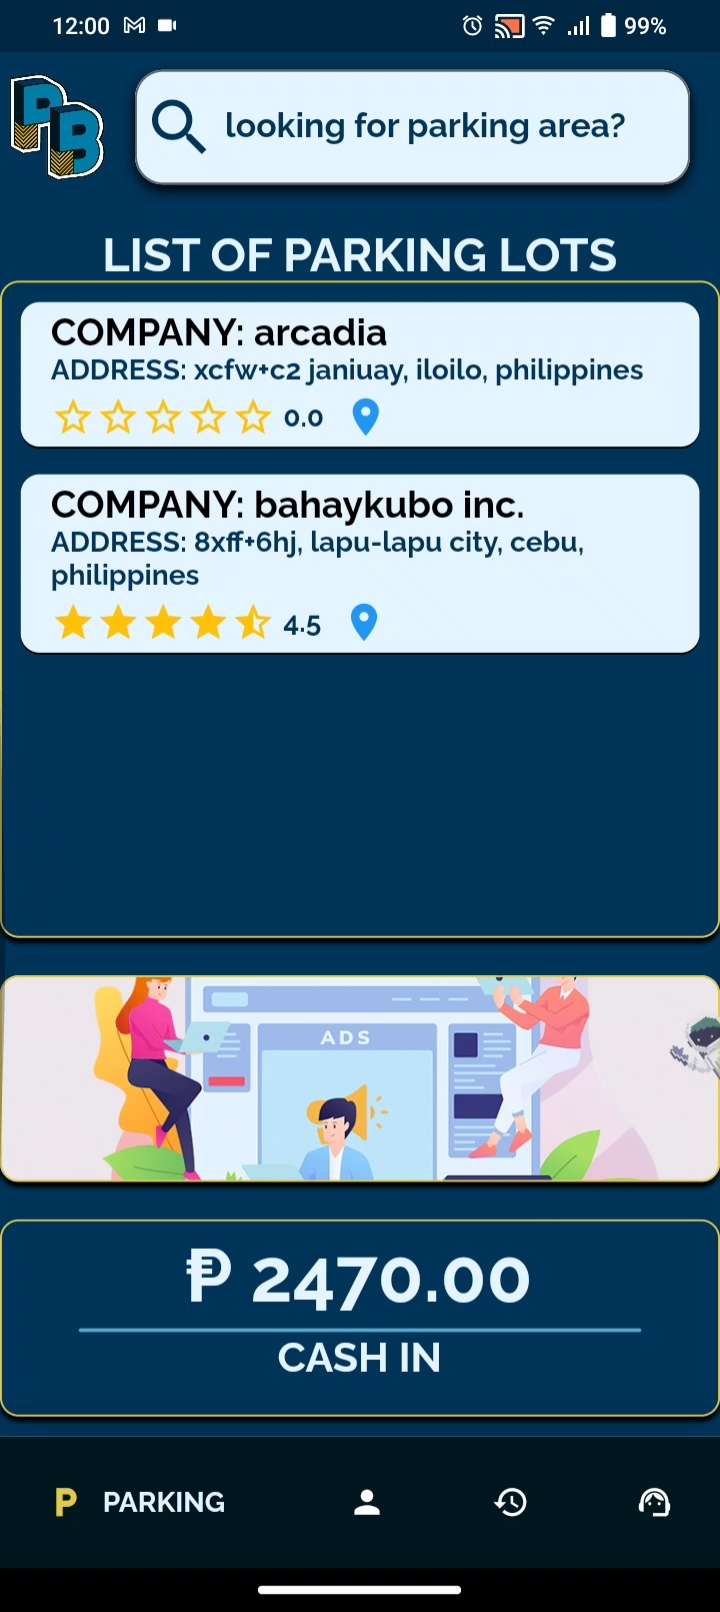 12:00
99%
PB
looking for parking area?
LIST OF PARKING LOTS
COMPANY: arcadia
ADDRESS: xcfw+c2 janiuay, iloilo, philippines
0.0
COMPANY: bahaykubo inc.
ADDRESS: 8xff+6hj, lapu-lapu city, cebu,
philippines
4.5
ADS
₱ 2470.00
CASH IN
P PARKING